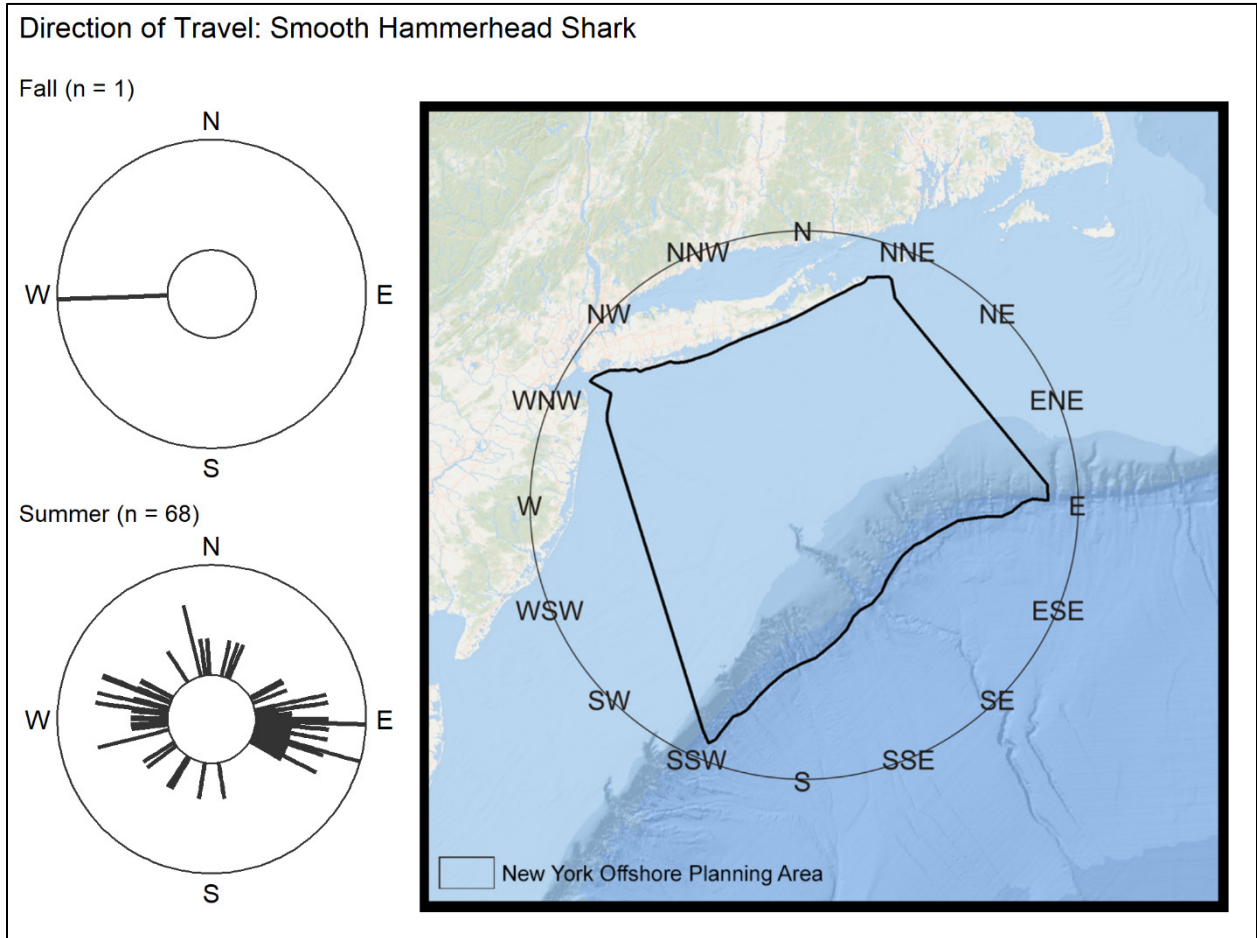 Direction of Travel: Smooth Hammerhead Shark
Fall (n = 1)
N
W
E
S
Summer (n = 68)
N
W
E
S
N
NNW
NNE
NW
NE
WNW
ENE
W
E
WSW
ESE
SW
SE
SSW
SSE
S
New York Offshore Planning Area